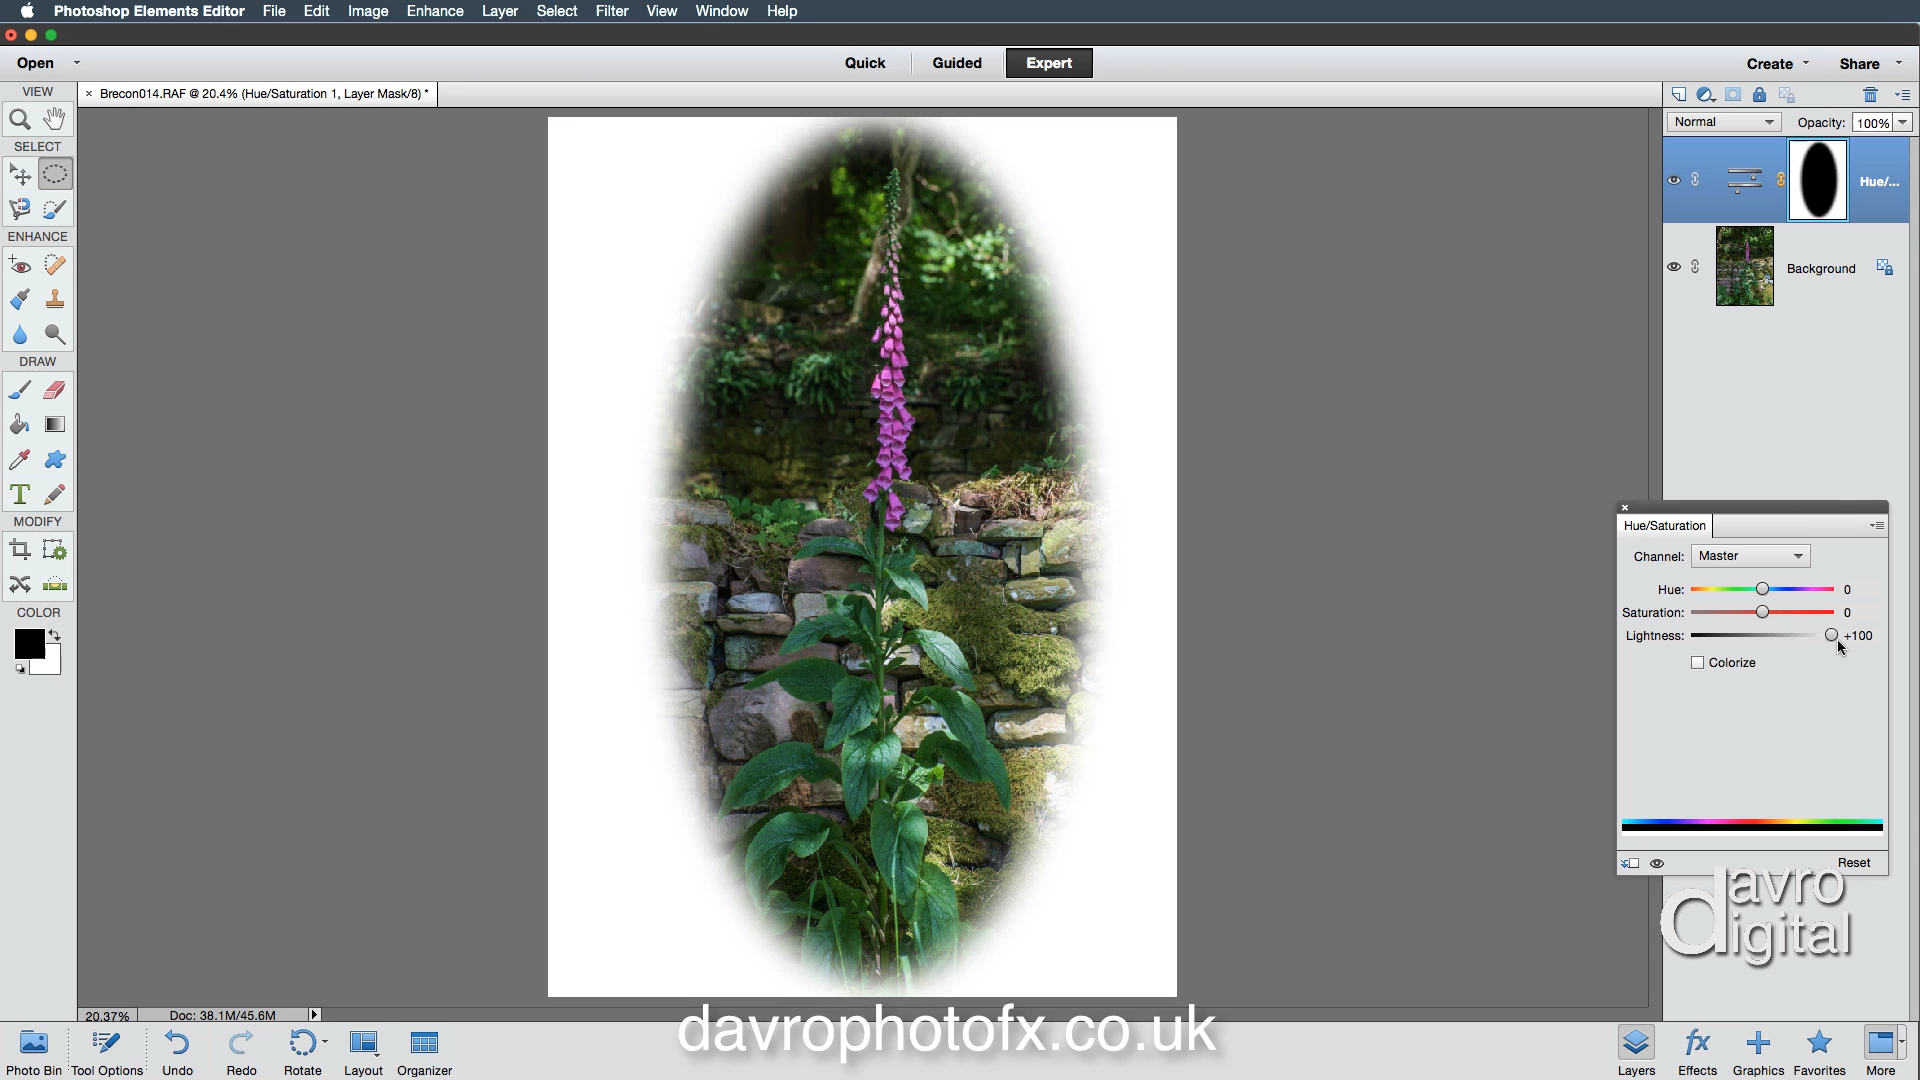 Photoshop Elements Editor File Edit Image Enhance Layer Select Filter View Window Help
Open Quick Guided Expert Create Share
VIEW × Brecon014.RAF @ 20.4% (Hue/Saturation 1, Layer Mask/8) *
Normal Opacity: 100%
SELECT
Hue/...
ENHANCE
Background
DRAW
T
MODIFY
Hue/Saturation
Channel: Master
Hue: 0
COLOR Saturation: 0
Lightness: +100
Colorize
Reset
davro
digital
20.37% Doc: 38.1M/45.6M
davrophotofx.co.uk
fx
Photo Bin Tool Options Undo Redo Rotate Layout Organizer Layers Effects Graphics Favorites More